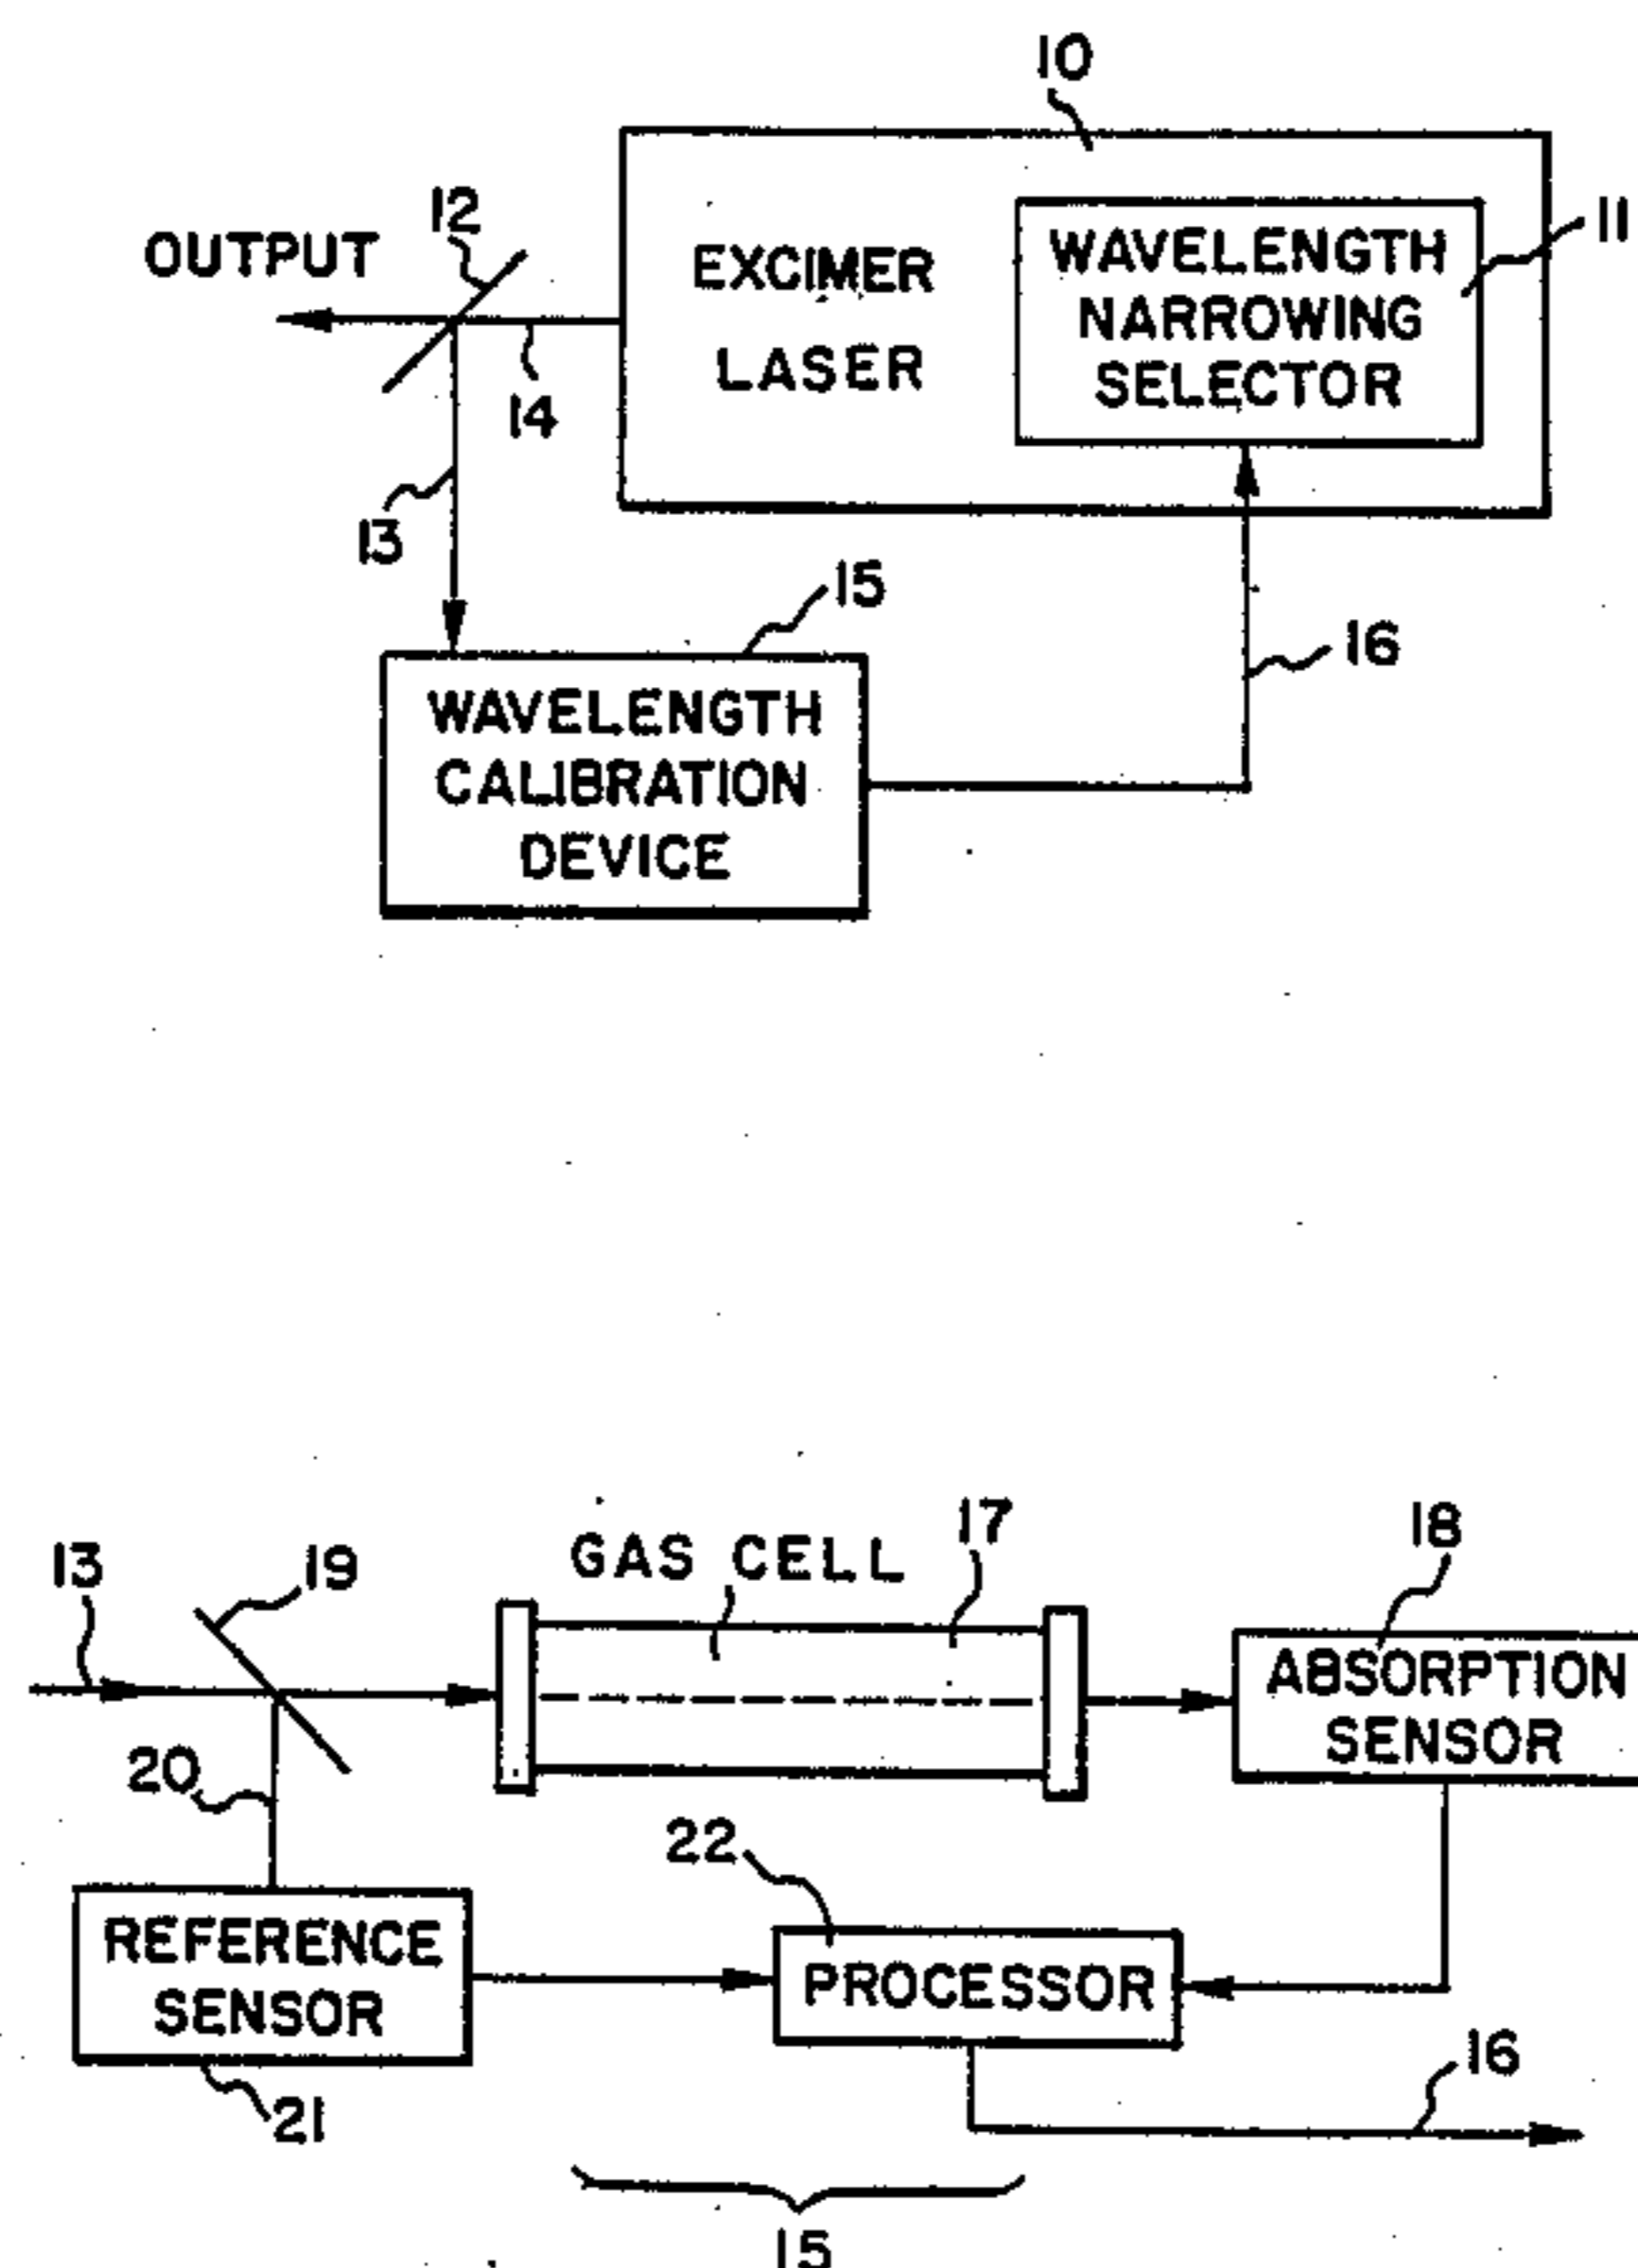 10
12
OUTPUT
EXCIMER
LASER
WAVELENGTH
NARROWING
SELECTOR
11
14
13
15
16
WAVELENGTH
CALIBRATION
DEVICE
13
19
GAS CELL
17
18
ABSORPTION
SENSOR
20
22
REFERENCE
SENSOR
PROCESSOR
21
16
15